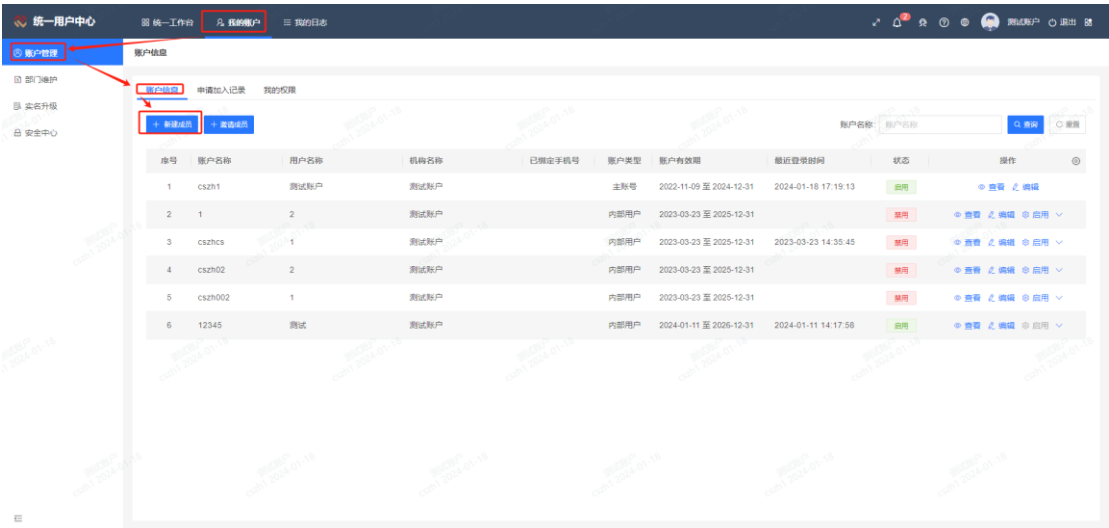 统一用户中心 统一工作台 我的账户 我的日志 2 测试账户 退出
账户管理 账户信息
部门维护
实名升级
安全中心
账户信息 申请加入记录 我的权限
+ 新建成员 + 邀请成员 账户名称: 账户名称 查询 重置
序号 账户名称 用户名称 机构名称 已绑定手机号 账户类型 账户有效期 最近登录时间 状态 操作
1 cszh1 测试账户 测试账户 主账号 2022-11-09 至 2024-12-31 2024-01-18 17:19:13 启用 查看 编辑
2 1 2 测试账户 内部用户 2023-03-23 至 2025-12-31 禁用 查看 编辑 启用
3 cszhcs 1 测试账户 内部用户 2023-03-23 至 2025-12-31 2023-03-23 14:35:45 禁用 查看 编辑 启用
4 cszh02 2 测试账户 内部用户 2023-03-23 至 2025-12-31 禁用 查看 编辑 启用
5 cszh002 1 测试账户 内部用户 2023-03-23 至 2025-12-31 禁用 查看 编辑 启用
6 12345 测试 测试账户 内部用户 2024-01-11 至 2026-12-31 2024-01-11 14:17:58 启用 查看 编辑 启用
测试账户
cszh1 2024-01-18